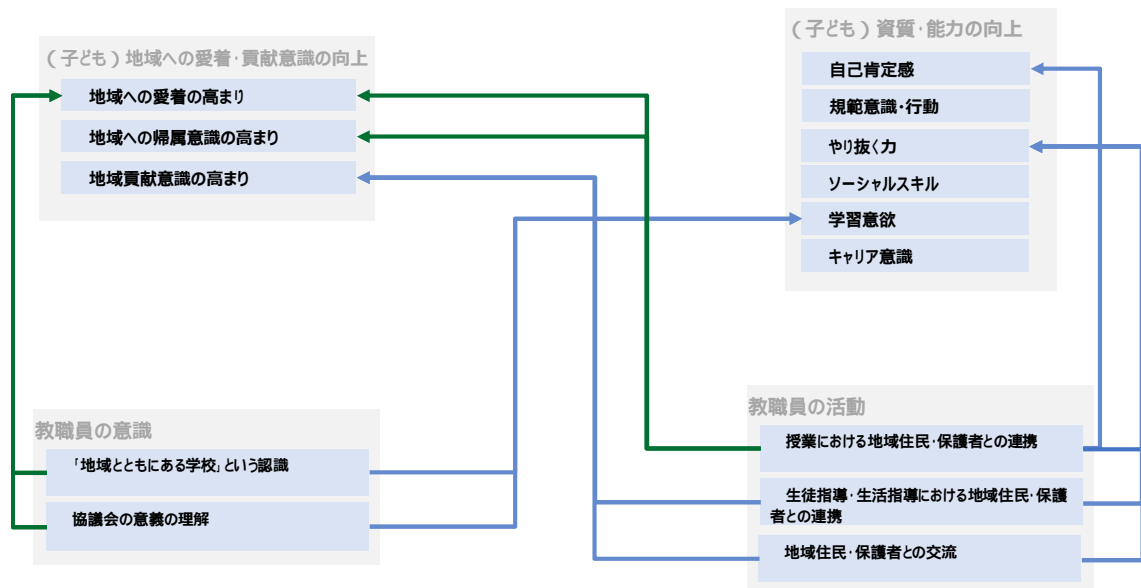 (子ども)地域への愛着・貢献意識の向上
地域への愛着の高まり
地域への帰属意識の高まり
地域貢献意識の高まり
(子ども)資質・能力の向上
自己肯定感
規範意識・行動
やり抜く力
ソーシャルスキル
学習意欲
キャリア意識
教職員の意識
「地域とともにある学校」という認識
協議会の意義の理解
教職員の活動
授業における地域住民・保護者との連携
生徒指導・生活指導における地域住民・保護
者との連携
地域住民・保護者との交流